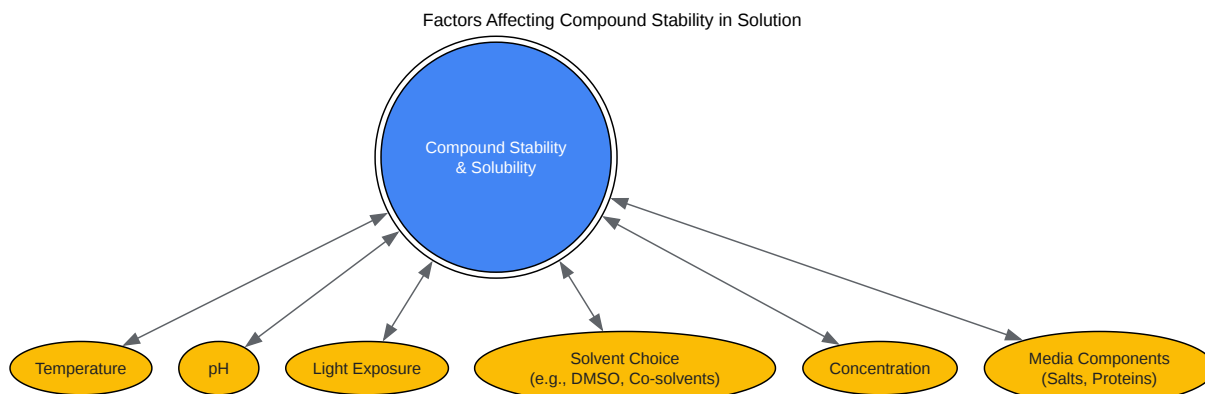 Factors Affecting Compound Stability in Solution
Compound Stability
& Solubility
Temperature
pH
Light Exposure
Solvent Choice
(e.g., DMSO, Co-solvents)
Concentration
Media Components
(Salts, Proteins)